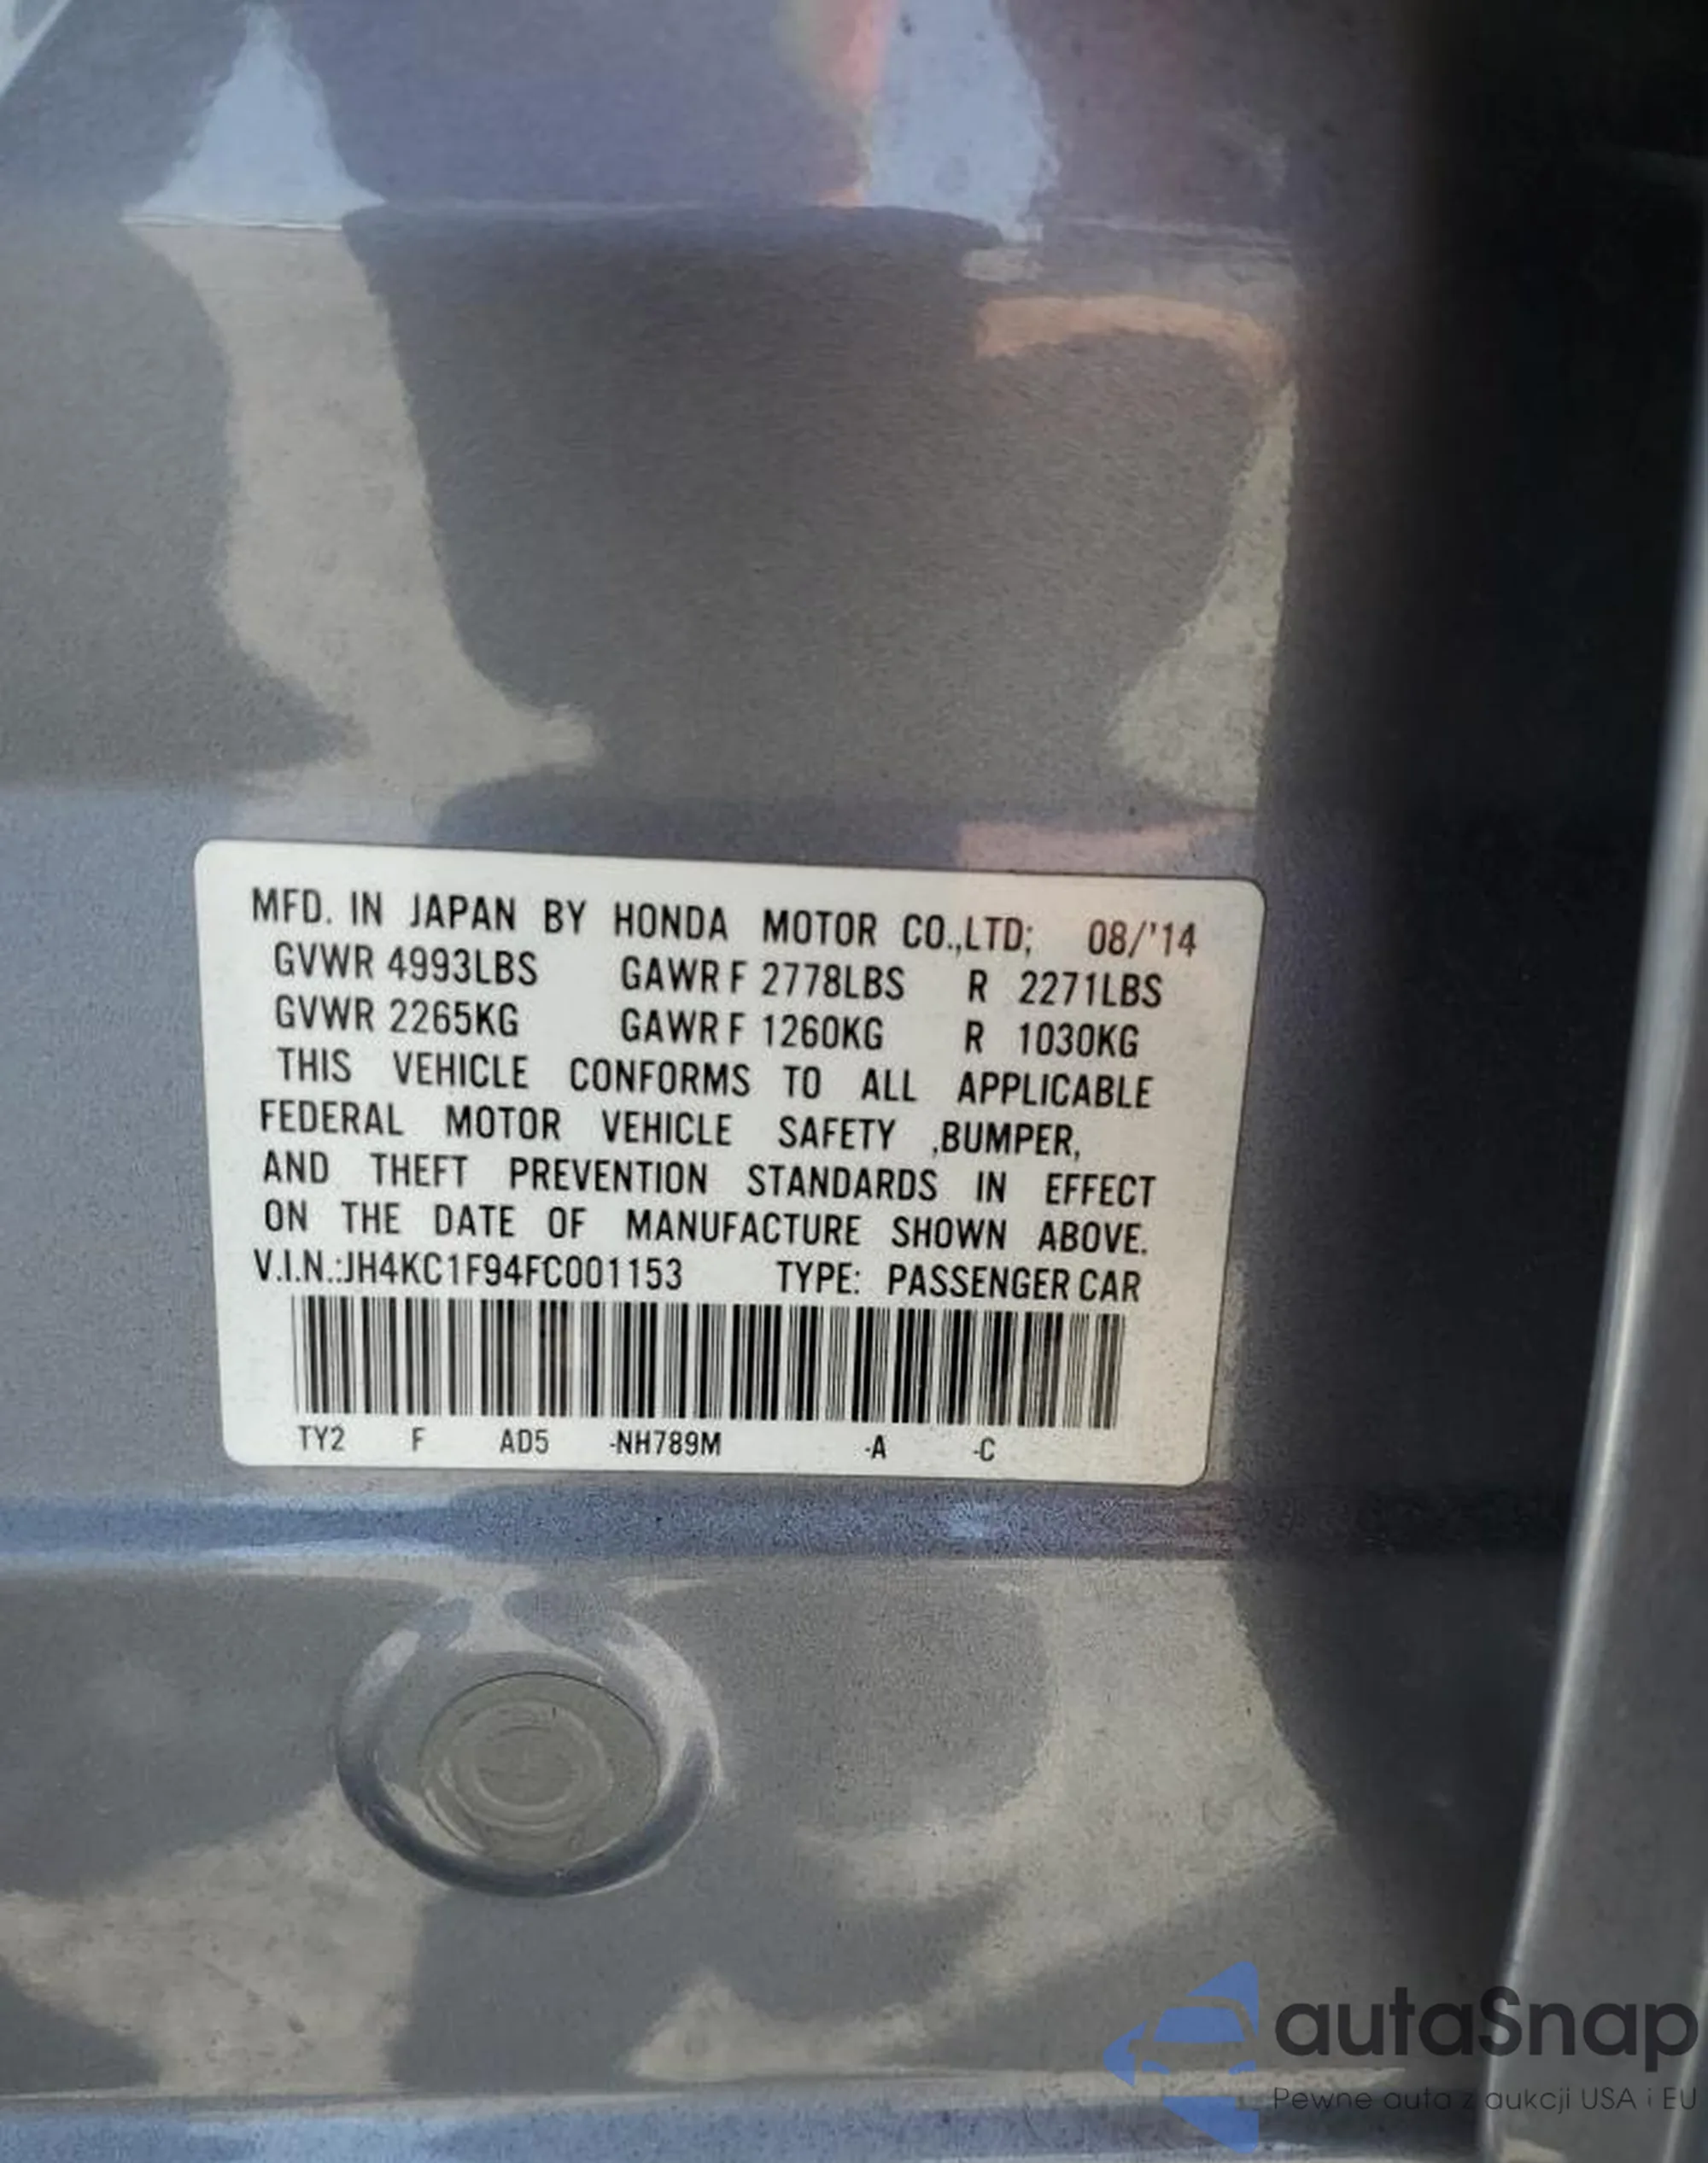 MFD. IN JAPAN BY HONDA MOTOR CO.,LTD; 08/'14
GVWR 4993LBS GAWR F 2778LBS R 2271LBS
GVWR 2265KG GAWR F 1260KG R 1030KG
THIS VEHICLE CONFORMS TO ALL APPLICABLE
FEDERAL MOTOR VEHICLE SAFETY ,BUMPER,
AND THEFT PREVENTION STANDARDS IN EFFECT
ON THE DATE OF MANUFACTURE SHOWN ABOVE.
V.I.N.:JH4KC1F94FC001153 TYPE: PASSENGER CAR
TY2 F AD5 -NH789M -A -C
autaSnap
Pewne auta z aukcji USA i EU